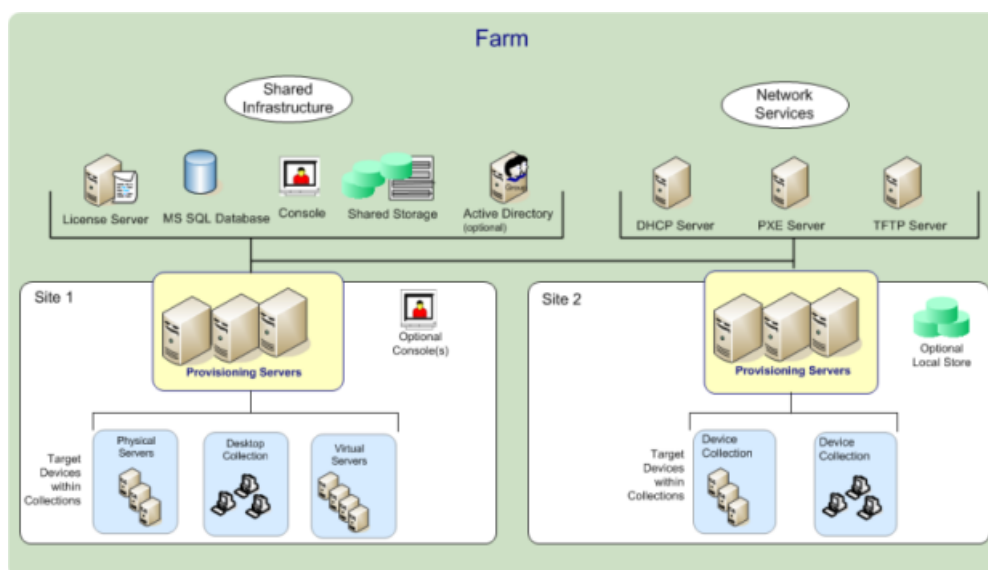 Farm
Shared
Infrastructure
Network
Services
License Server
MS SQL Database
Console
Shared Storage
Group
Active Directory
(optional)
DHCP Server
PXE Server
TFTP Server
Site 1
Provisioning Servers
Optional
Console(s)
Target
Devices
within
Collections
Physical
Servers
Desktop
Collection
Virtual
Servers
Site 2
Provisioning Servers
Optional
Local Store
Target
Devices
within
Collections
Device
Collection
Device
Collection